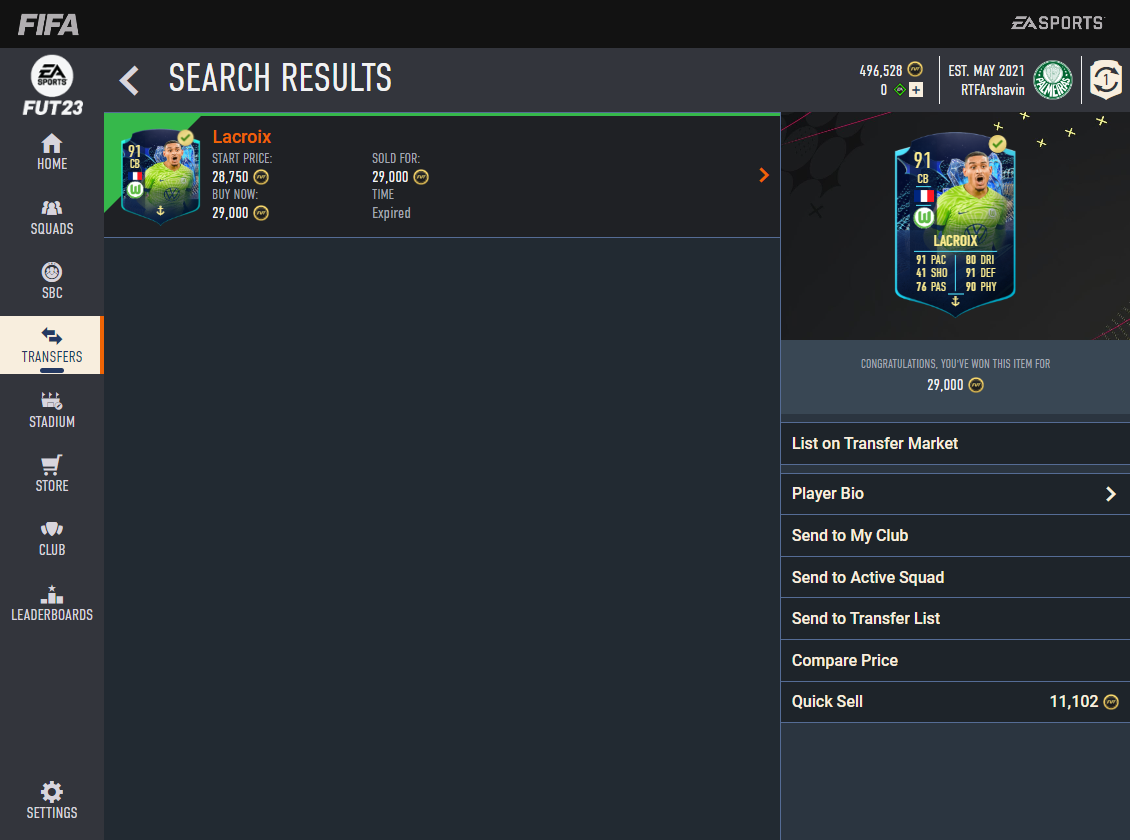 FIFA
EA SPORTS
EA SPORTS
FUT23
SEARCH RESULTS
496,528
0
EST. MAY 2021
RTFArshavin
1
HOME
SQUADS
SBC
TRANSFERS
STADIUM
STORE
CLUB
LEADERBOARDS
SETTINGS
91
CB
Lacroix
START PRICE:
28,750
BUY NOW:
29,000
SOLD FOR:
29,000
TIME
Expired
91
CB
LACROIX
91 PAC 80 DRI
41 SHO 91 DEF
76 PAS 90 PHY
CONGRATULATIONS, YOU'VE WON THIS ITEM FOR
29,000
List on Transfer Market
Player Bio
Send to My Club
Send to Active Squad
Send to Transfer List
Compare Price
Quick Sell 11,102